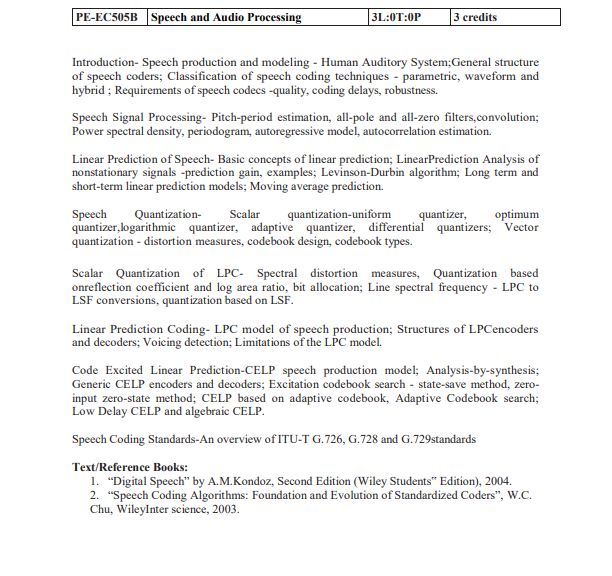 PE-EC505B Speech and Audio Processing 3L:0T:0P 3 credits
Introduction- Speech production and modeling - Human Auditory System;General structure
of speech coders; Classification of speech coding techniques - parametric, waveform and
hybrid ; Requirements of speech codecs -quality, coding delays, robustness.
Speech Signal Processing- Pitch-period estimation, all-pole and all-zero filters,convolution;
Power spectral density, periodogram, autoregressive model, autocorrelation estimation.
Linear Prediction of Speech- Basic concepts of linear prediction; LinearPrediction Analysis of
nonstationary signals -prediction gain, examples; Levinson-Durbin algorithm; Long term and
short-term linear prediction models; Moving average prediction.
Speech Quantization- Scalar quantization-uniform quantizer, optimum
quantizer,logarithmic quantizer, adaptive quantizer, differential quantizers; Vector
quantization - distortion measures, codebook design, codebook types.
Scalar Quantization of LPC- Spectral distortion measures, Quantization based
onreflection coefficient and log area ratio, bit allocation; Line spectral frequency - LPC to
LSF conversions, quantization based on LSF.
Linear Prediction Coding- LPC model of speech production; Structures of LPCencoders
and decoders; Voicing detection; Limitations of the LPC model.
Code Excited Linear Prediction-CELP speech production model; Analysis-by-synthesis;
Generic CELP encoders and decoders; Excitation codebook search - state-save method, zero-
input zero-state method; CELP based on adaptive codebook, Adaptive Codebook search;
Low Delay CELP and algebraic CELP.
Speech Coding Standards-An overview of ITU-T G.726, G.728 and G.729standards
Text/Reference Books:
1. “Digital Speech” by A.M.Kondoz, Second Edition (Wiley Students‟ Edition), 2004.
2. “Speech Coding Algorithms: Foundation and Evolution of Standardized Coders”, W.C.
Chu, WileyInter science, 2003.